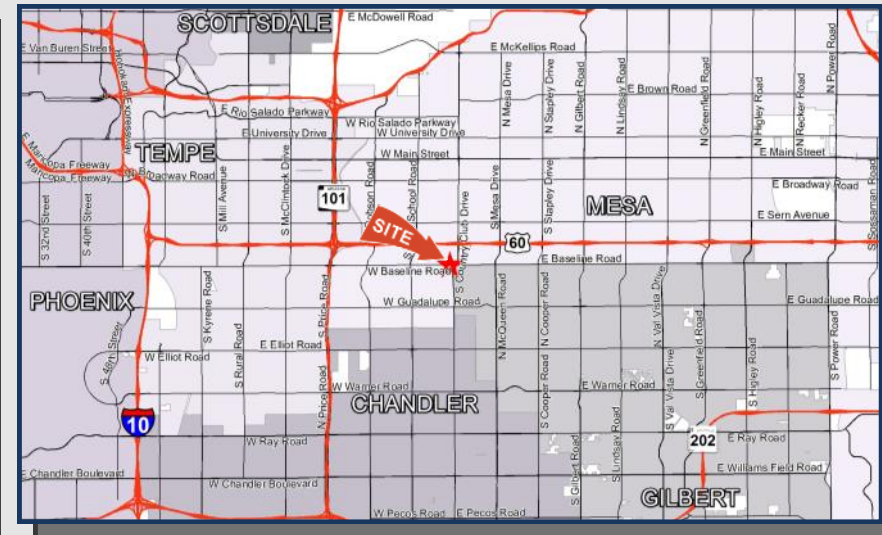 SCOTTSDALE
E McDowell Road
E Van Buren Street
E McKellips Road
Hohokam Expressway
N Mesa Drive
N Stapley Drive
N Gilbert Road
N Lindsay Road
E Brown Road
N Greenfield Road
N Higley Road
N Recker Road
N Power Road
E Rio Salado Parkway
W Rio Salado Parkway
E University Drive
W University Drive
E Maricopa Freeway
Maricopa Freeway
TEMPE
W Broadway Road
W Main Street
E Main Street
S 32nd Street
S 40th Street
S Mill Avenue
S McClintock Drive
101
School Road
SITE
S Country Club Drive
S Mesa Drive
S Stapley Drive
MESA
E Broadway Road
E Sern Avenue
S Sossaman Road
60
W Baseline Road
E Baseline Road
PHOENIX
W Guadalupe Road
E Guadalupe Road
S Kyrene Road
S Rural Road
S Price Road
N McQueen Road
N Cooper Road
N Val Vista Drive
S Greenfield Road
S Higley Road
S Power Road
S 48th Street
W Elliot Road
E Elliot Road
W Warner Road
E Warner Road
N Price Road
CHANDLER
S Cooper Road
S Val Vista Drive
10
W Ray Road
S Gilbert Road
S Lindsay Road
202
E Ray Road
E Chandler Boulevard
W Chandler Boulevard
E Williams Field Road
GILBERT
W Pecos Road
E Pecos Road